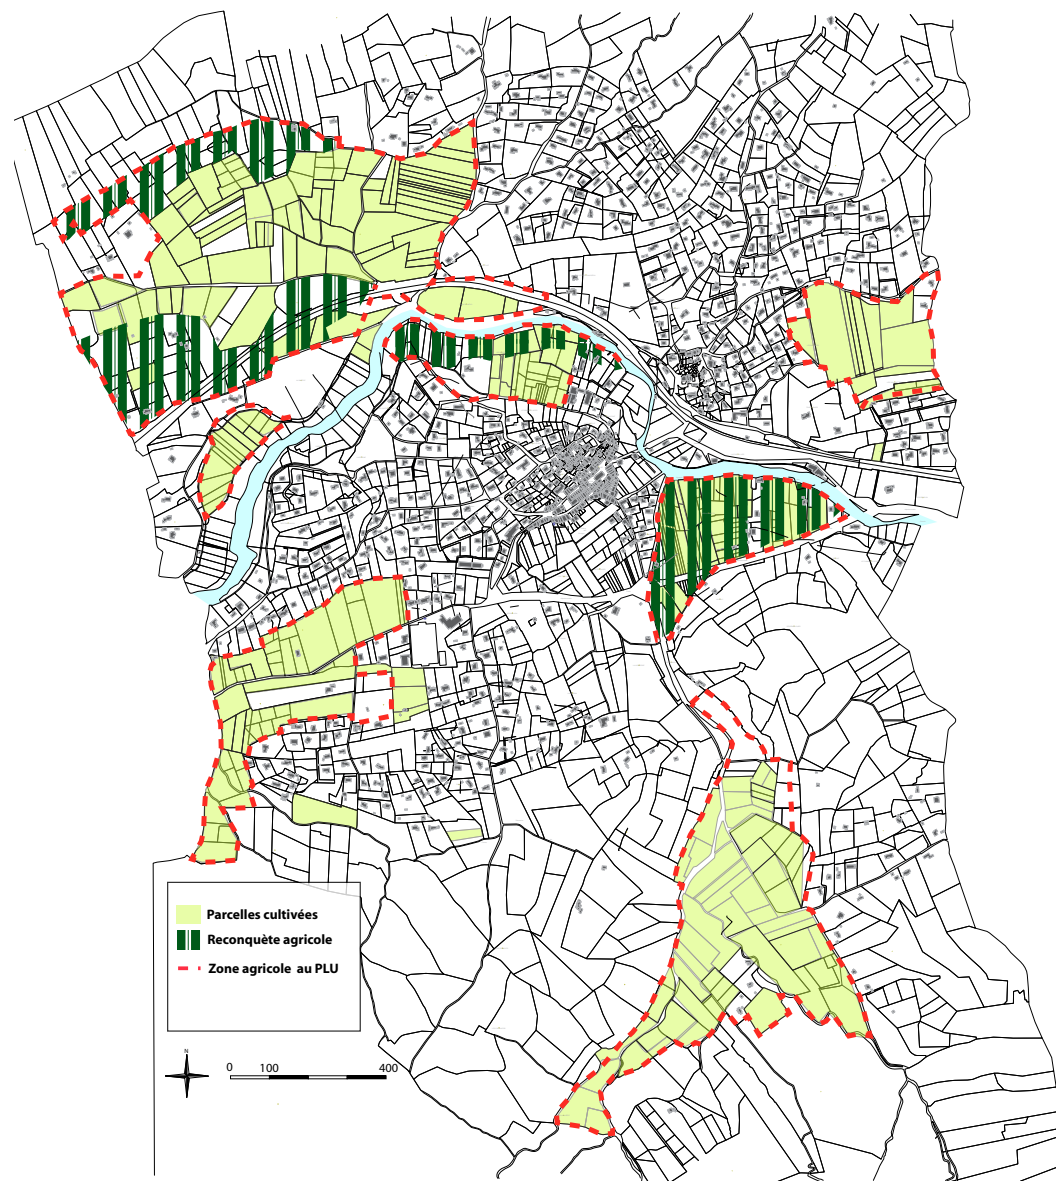 Parcelles cultivées
Reconquète agricole
Zone agricole au PLU
N
0 100 400